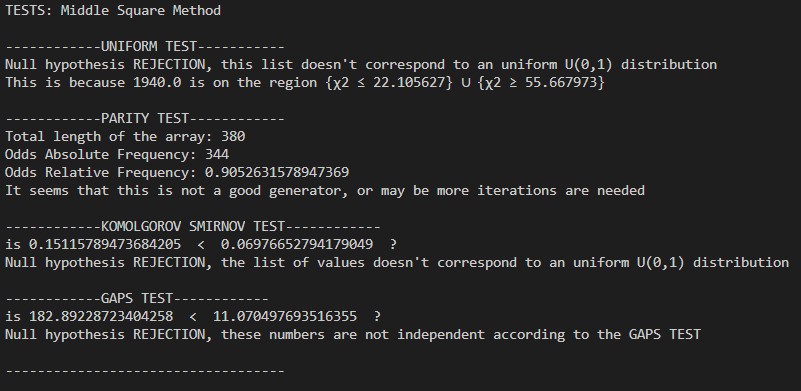 TESTS: Middle Square Method
------------UNIFORM TEST-----------
Null hypothesis REJECTION, this list doesn't correspond to an uniform U(0,1) distribution
This is because 1940.0 is on the region {χ2 ≤ 22.105627} ∪ {χ2 ≥ 55.667973}
------------PARITY TEST------------
Total length of the array: 380
Odds Absolute Frequency: 344
Odds Relative Frequency: 0.9052631578947369
It seems that this is not a good generator, or may be more iterations are needed
------------KOMOLGOROV SMIRNOV TEST------------
is 0.15115789473684205  <  0.06976652794179049  ?
Null hypothesis REJECTION, the list of values doesn't correspond to an uniform U(0,1) distribution
------------GAPS TEST------------
is 182.89228723404258  <  11.070497693516355  ?
Null hypothesis REJECTION, these numbers are not independent according to the GAPS TEST
-----------------------------------